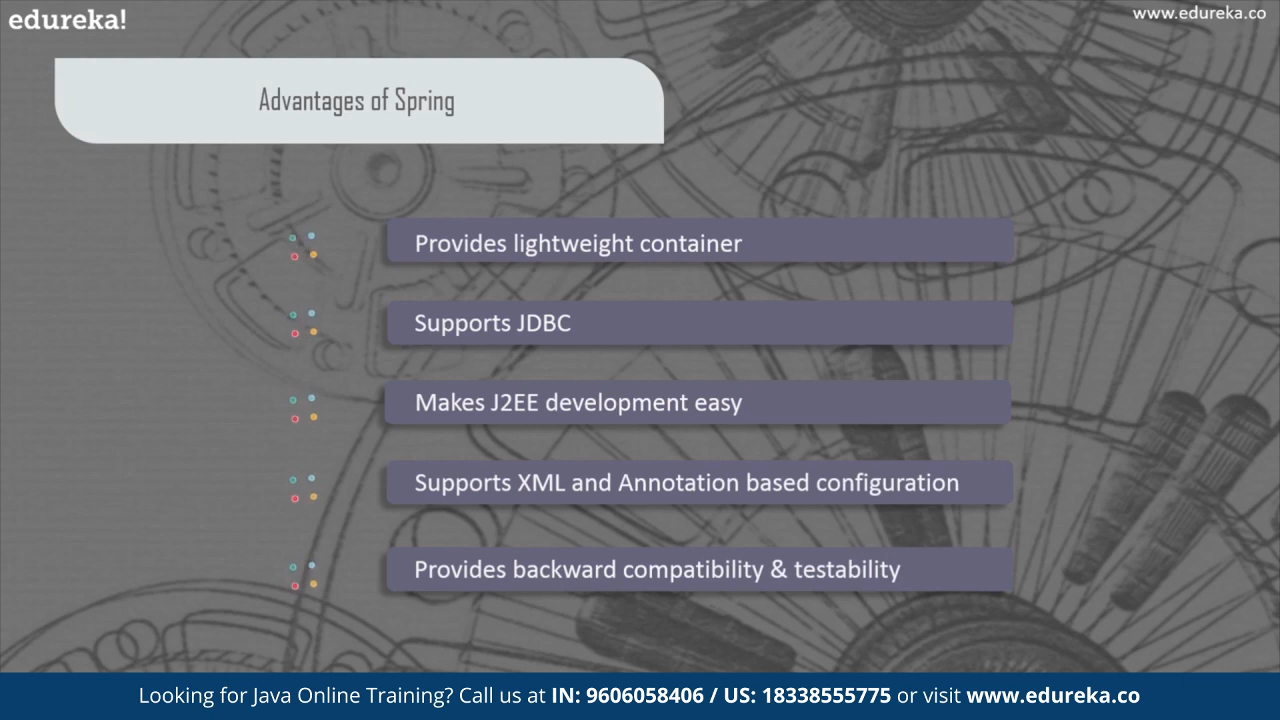 edureka!
www.edureka.co
Advantages of Spring
Provides lightweight container
Supports JDBC
Makes J2EE development easy
Supports XML and Annotation based configuration
Provides backward compatibility & testability
Looking for Java Online Training? Call us at IN: 9606058406 / US: 18338555775 or visit www.edureka.co